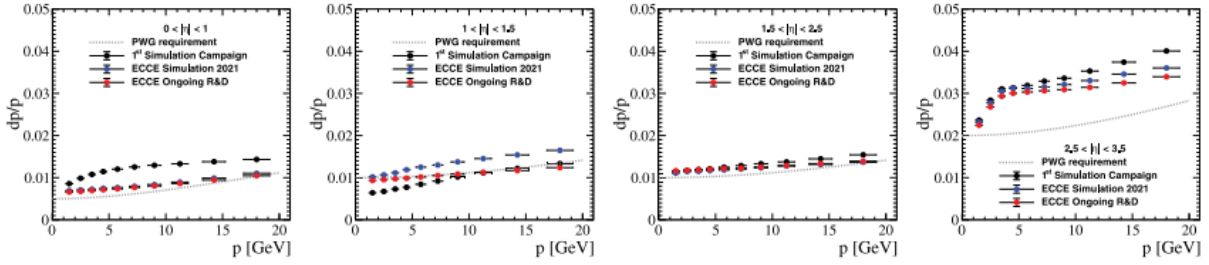 dp/p
0.05
0.04
0.03
0.02
0.01
0
0 < |η| < 1
PWG requirement
1st Simulation Campaign
ECCE Simulation 2021
ECCE Ongoing R&D
0 5 10 15 20
p [GeV]
dp/p
0.05
0.04
0.03
0.02
0.01
0
1 < |η| < 1.5
PWG requirement
1st Simulation Campaign
ECCE Simulation 2021
ECCE Ongoing R&D
0 5 10 15 20
p [GeV]
dp/p
0.05
0.04
0.03
0.02
0.01
0
1.5 < |η| < 2.5
PWG requirement
1st Simulation Campaign
ECCE Simulation 2021
ECCE Ongoing R&D
0 5 10 15 20
p [GeV]
dp/p
0.05
0.04
0.03
0.02
0.01
0
2.5 < |η| < 3.5
PWG requirement
1st Simulation Campaign
ECCE Simulation 2021
ECCE Ongoing R&D
0 5 10 15 20
p [GeV]